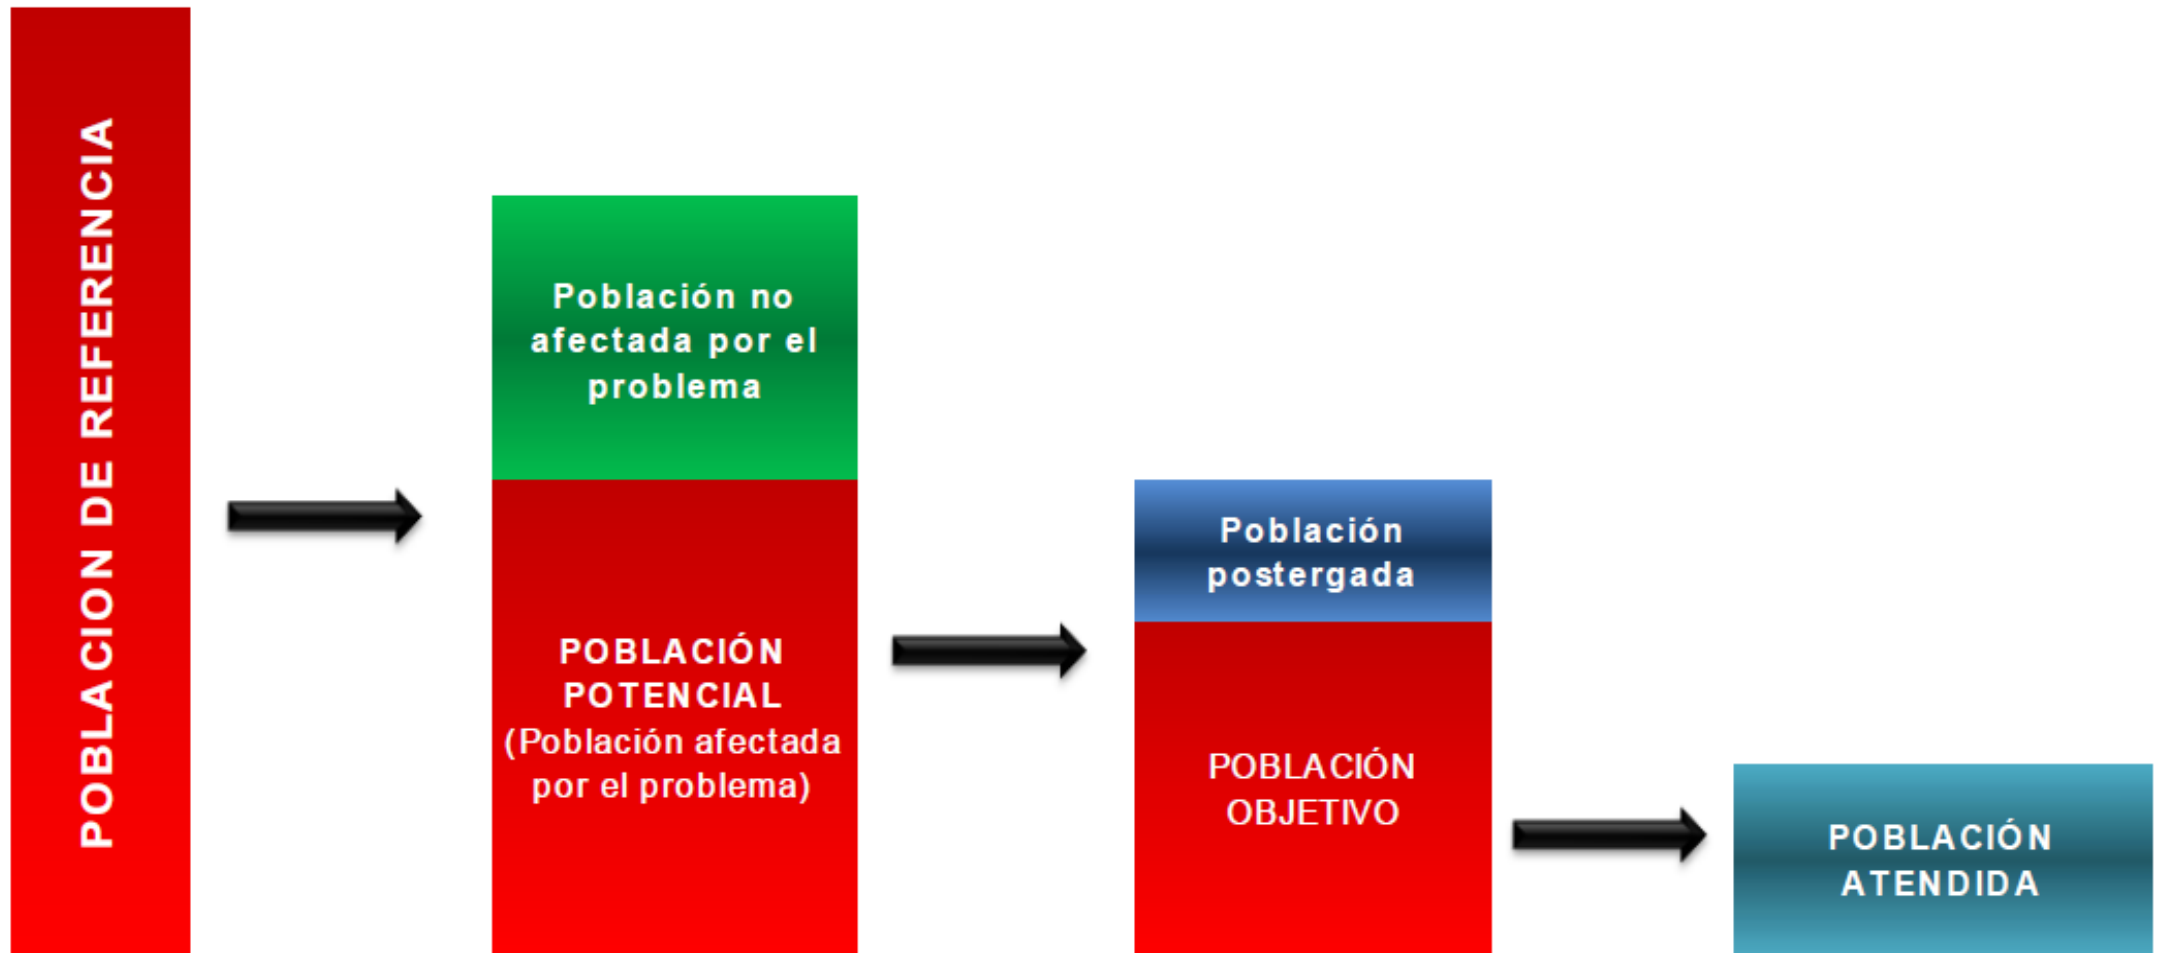 POBLACION DE REFERENCIA
Población no
afectada por el
problema
POBLACIÓN
POTENCIAL
(Población afectada
por el problema)
Población
postergada
POBLACIÓN
OBJETIVO
POBLACIÓN
ATENDIDA